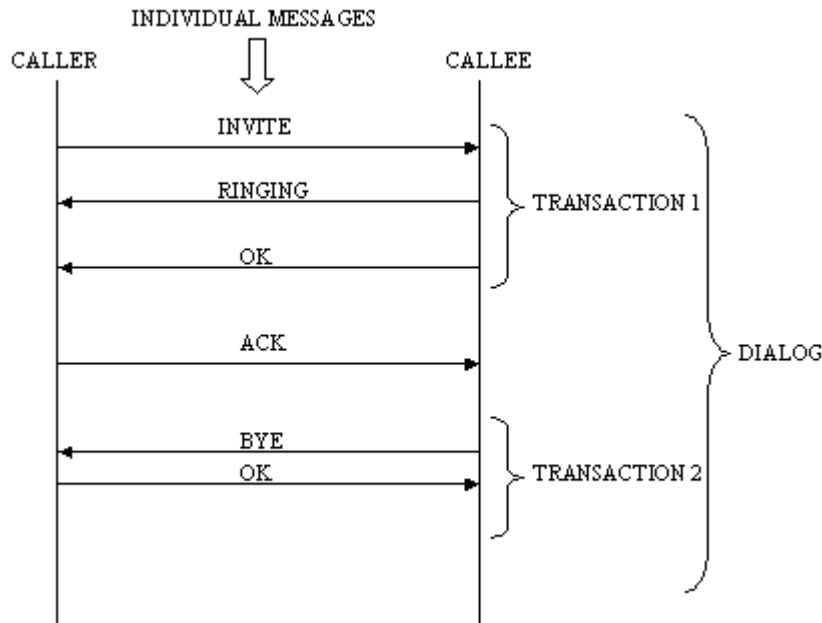 INDIVIDUAL MESSAGES
CALLER
CALLEE
INVITE
RINGING
TRANSACTION 1
OK
ACK
DIALOG
BYE
OK
TRANSACTION 2